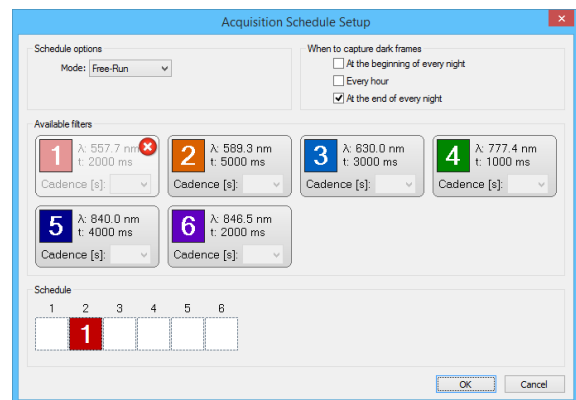 Acquisition Schedule Setup
Schedule options
Mode: Free-Run
When to capture dark frames
At the beginning of every night
Every hour
At the end of every night
Available filters
1 λ: 557.7 nm
t: 2000 ms
Cadence [s]:
2 λ: 589.3 nm
t: 5000 ms
Cadence [s]:
3 λ: 630.0 nm
t: 3000 ms
Cadence [s]:
4 λ: 777.4 nm
t: 1000 ms
Cadence [s]:
5 λ: 840.0 nm
t: 4000 ms
Cadence [s]:
6 λ: 846.5 nm
t: 2000 ms
Cadence [s]:
Schedule
1 2 3 4 5 6
1
OK Cancel